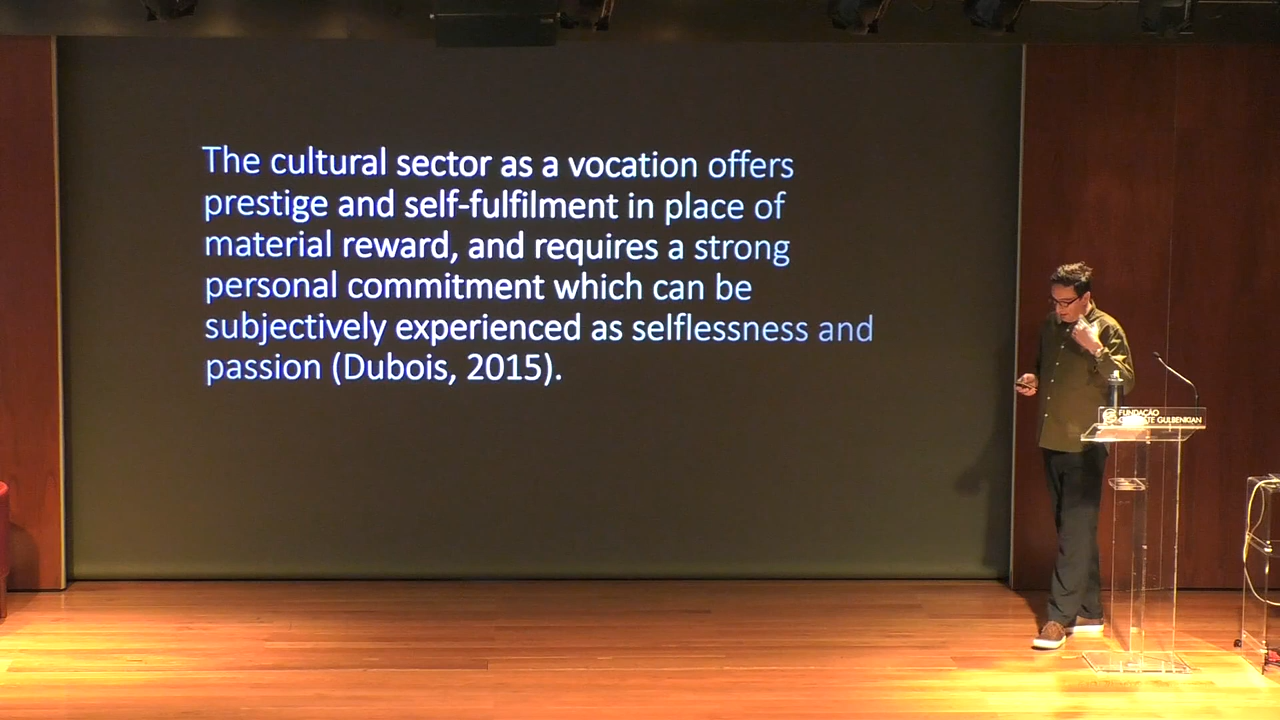 The cultural sector as a vocation offers
prestige and self-fulfilment in place of
material reward, and requires a strong
personal commitment which can be
subjectively experienced as selflessness and
passion (Dubois, 2015).
FUNDAÇÃO
GULBENKIAN